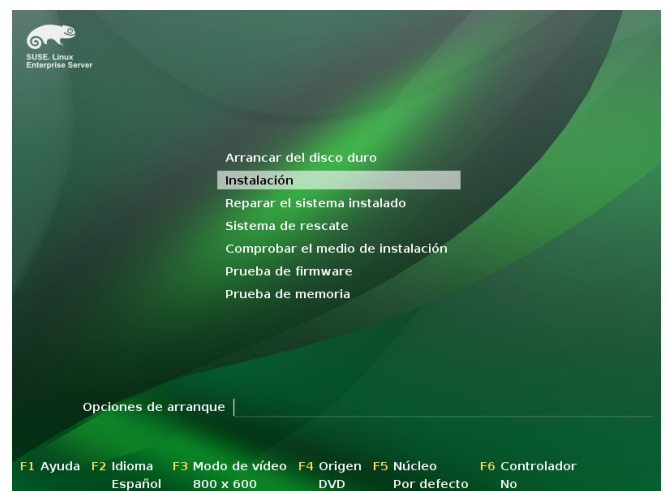 SUSE. Linux
Enterprise Server
Arrancar del disco duro
Instalación
Reparar el sistema instalado
Sistema de rescate
Comprobar el medio de instalación
Prueba de firmware
Prueba de memoria
Opciones de arranque
F1 Ayuda F2 Idioma F3 Modo de vídeo F4 Origen F5 Núcleo F6 Controlador
Español 800 x 600 DVD Por defecto No